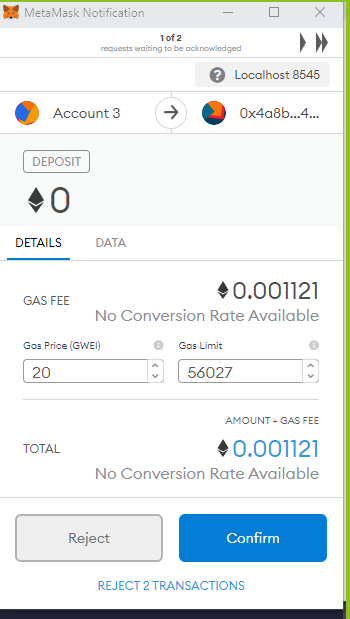 MetaMask Notification
1 of 2
requests waiting to be acknowledged
? Localhost 8545
Account 3
0x4a8b...4...
DEPOSIT
0
DETAILS DATA
GAS FEE
0.001121
No Conversion Rate Available
Gas Price (GWEI) i Gas Limit i
20 56027
AMOUNT + GAS FEE
TOTAL
0.001121
No Conversion Rate Available
Reject Confirm
REJECT 2 TRANSACTIONS